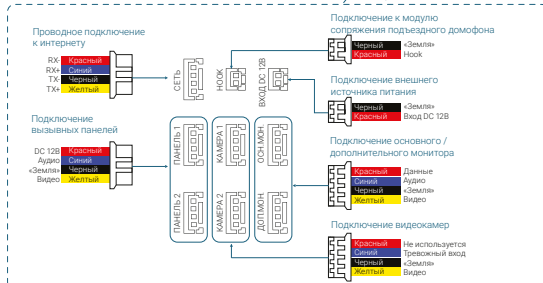 Проводное подключение
к интернету
RX- Красный
RX+ Синий
TX- Черный
TX+ Желтый
Подключение
вызывных панелей
DC 12В Красный
Аудио Синий
«Земля» Черный
Видео Желтый
СЕТЬ
HOOK
ВХОД DC 12В
ПАНЕЛЬ 1
КАМЕРА 1
ОСН.МОН.
ПАНЕЛЬ 2
КАМЕРА 2
ДОП.МОН.
Подключение к модулю
сопряжения подъездного домофона
Черный «Земля»
Красный Hook
Подключение внешнего
источника питания
Черный «Земля»
Красный Вход DC 12В
Подключение основного /
дополнительного монитора
Красный Данные
Синий Аудио
Черный «Земля»
Желтый Видео
Подключение видеокамер
Красный Не используется
Синий Тревожный вход
Черный «Земля»
Желтый Видео